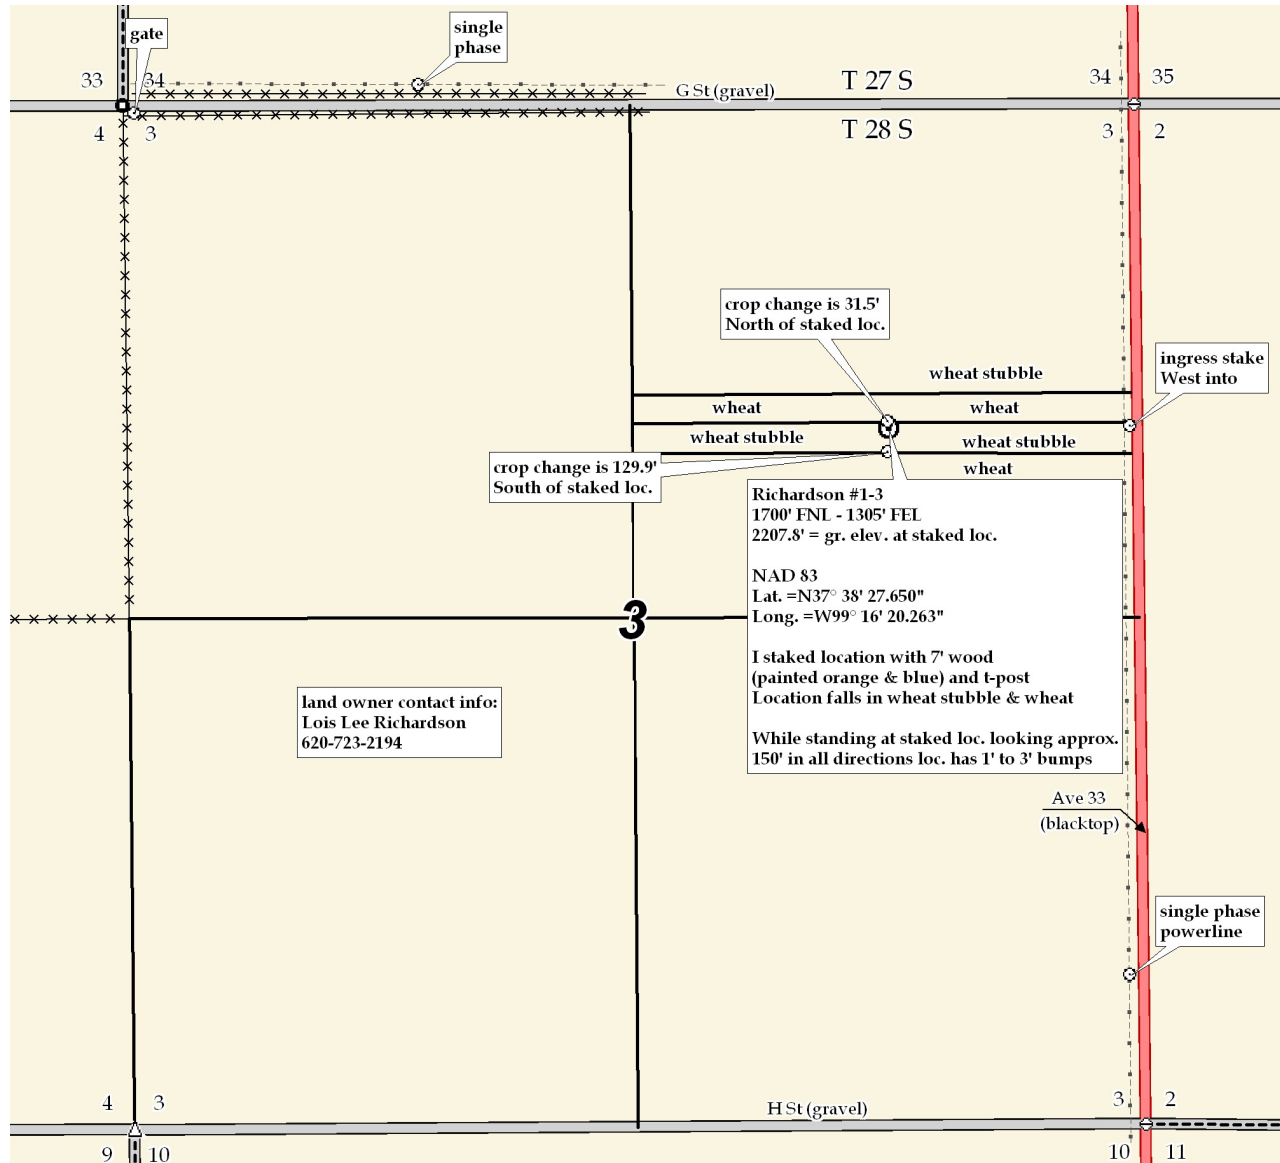 gate
single
phase
33
34
G St (gravel)
T 27 S
34
35
4
3
T 28 S
3
2
crop change is 31.5'
North of staked loc.
ingress stake
West into
wheat stubble
wheat
wheat
wheat stubble
wheat stubble
wheat
crop change is 129.9'
South of staked loc.
Richardson #1-3
1700' FNL - 1305' FEL
2207.8' = gr. elev. at staked loc.
NAD 83
Lat. =N37° 38' 27.650"
Long. =W99° 16' 20.263"
I staked location with 7' wood
(painted orange & blue) and t-post
Location falls in wheat stubble & wheat
While standing at staked loc. looking approx.
150' in all directions loc. has 1' to 3' bumps
3
land owner contact info:
Lois Lee Richardson
620-723-2194
Ave 33
(blacktop)
single phase
powerline
4
3
H St (gravel)
3
2
9
10
10
11